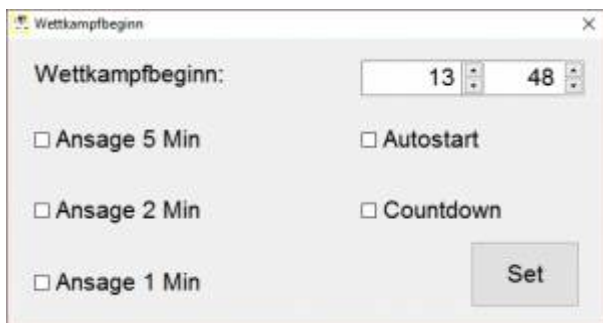 Wettkampfbeginn
Wettkampfbeginn: 13 48
Ansage 5 Min Autostart
Ansage 2 Min Countdown
Ansage 1 Min Set